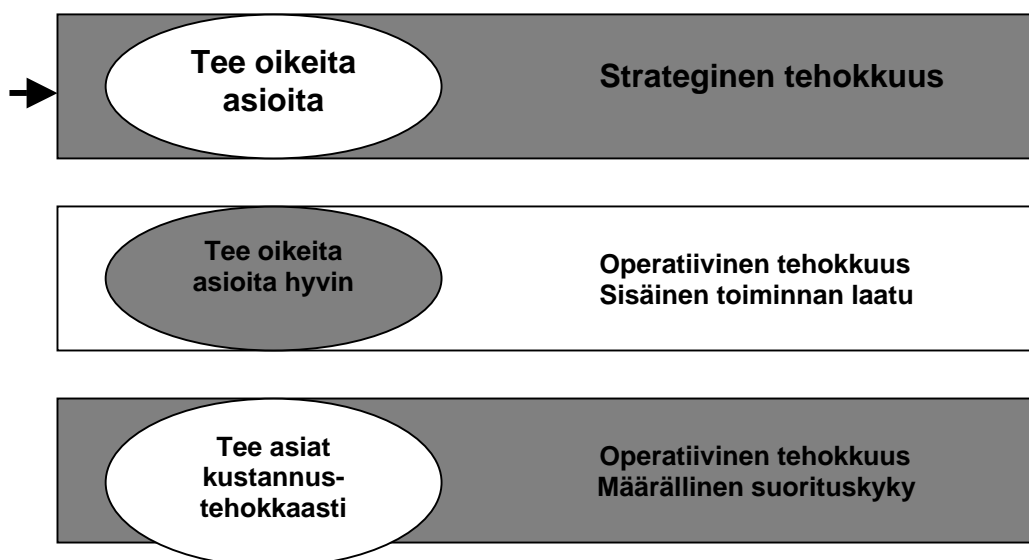 Tee oikeita
asioita
Strateginen tehokkuus
Tee oikeita
asioita hyvin
Operatiivinen tehokkuus
Sisäinen toiminnan laatu
Tee asiat
kustannus-
tehokkaasti
Operatiivinen tehokkuus
Määrällinen suorituskyky